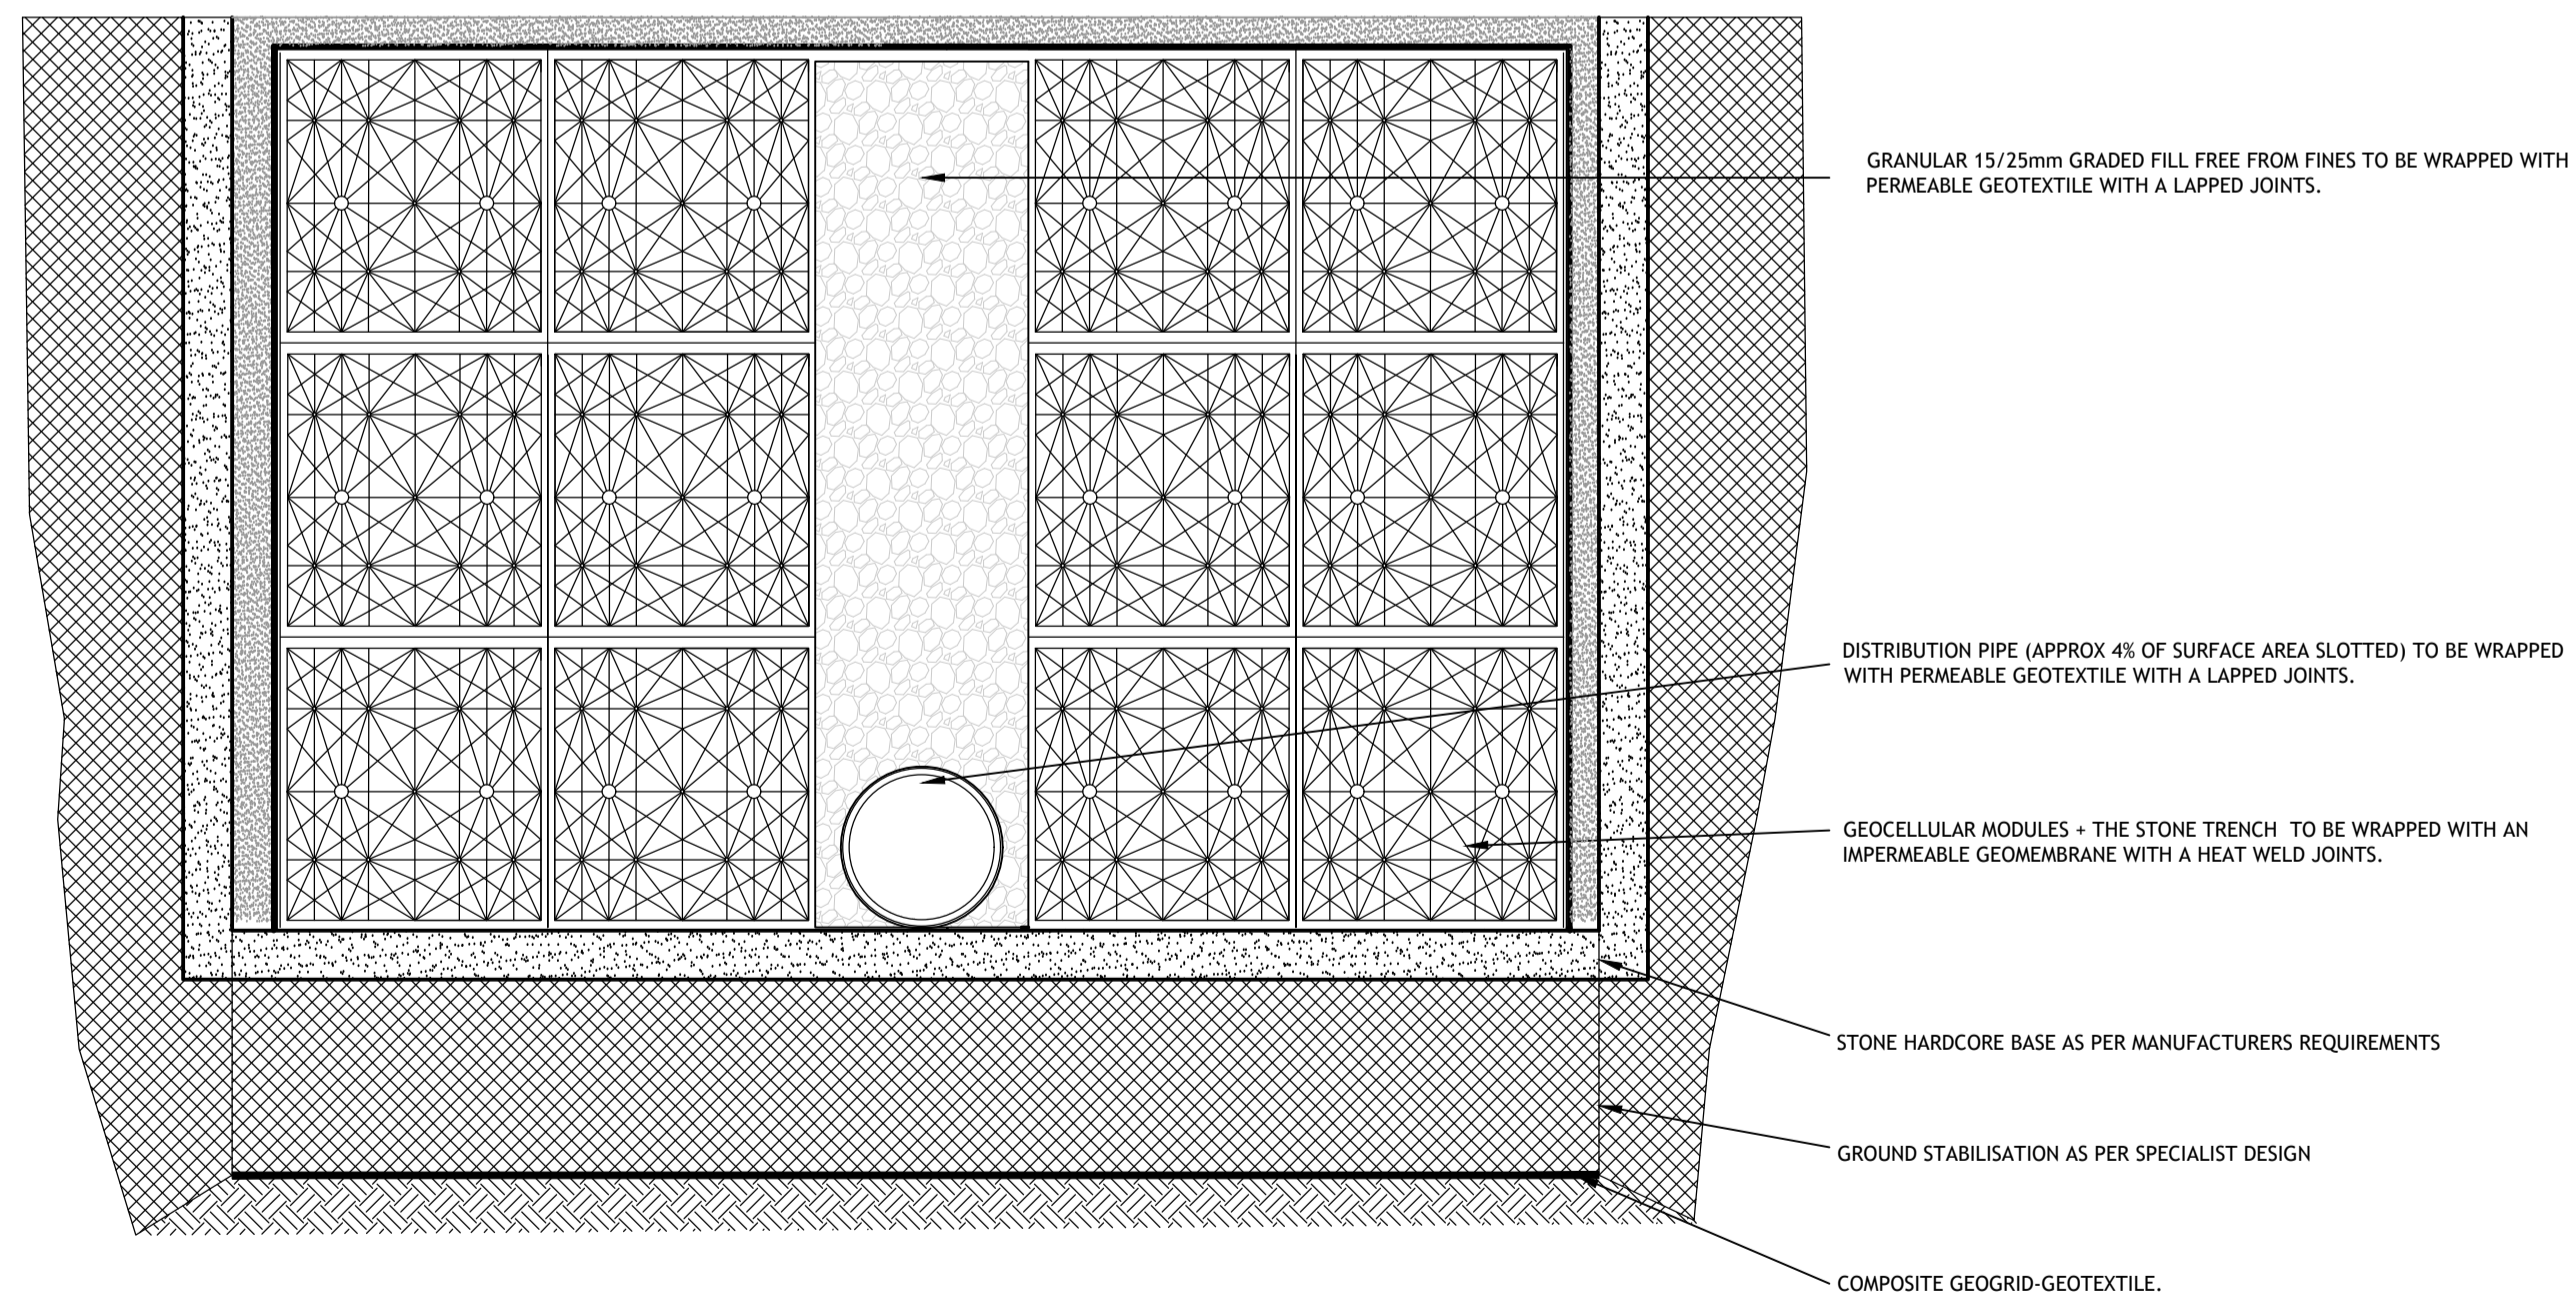 GRANULAR 15/25mm GRADED FILL FREE FROM FINES TO BE WRAPPED WITH
PERMEABLE GEOTEXTILE WITH A LAPPED JOINTS.
DISTRIBUTION PIPE (APPROX 4% OF SURFACE AREA SLOTTED) TO BE WRAPPED
WITH PERMEABLE GEOTEXTILE WITH A LAPPED JOINTS.
GEOCELLULAR MODULES + THE STONE TRENCH TO BE WRAPPED WITH AN
IMPERMEABLE GEOMEMBRANE WITH A HEAT WELD JOINTS.
STONE HARDCORE BASE AS PER MANUFACTURERS REQUIREMENTS
GROUND STABILISATION AS PER SPECIALIST DESIGN
COMPOSITE GEOGRID-GEOTEXTILE.